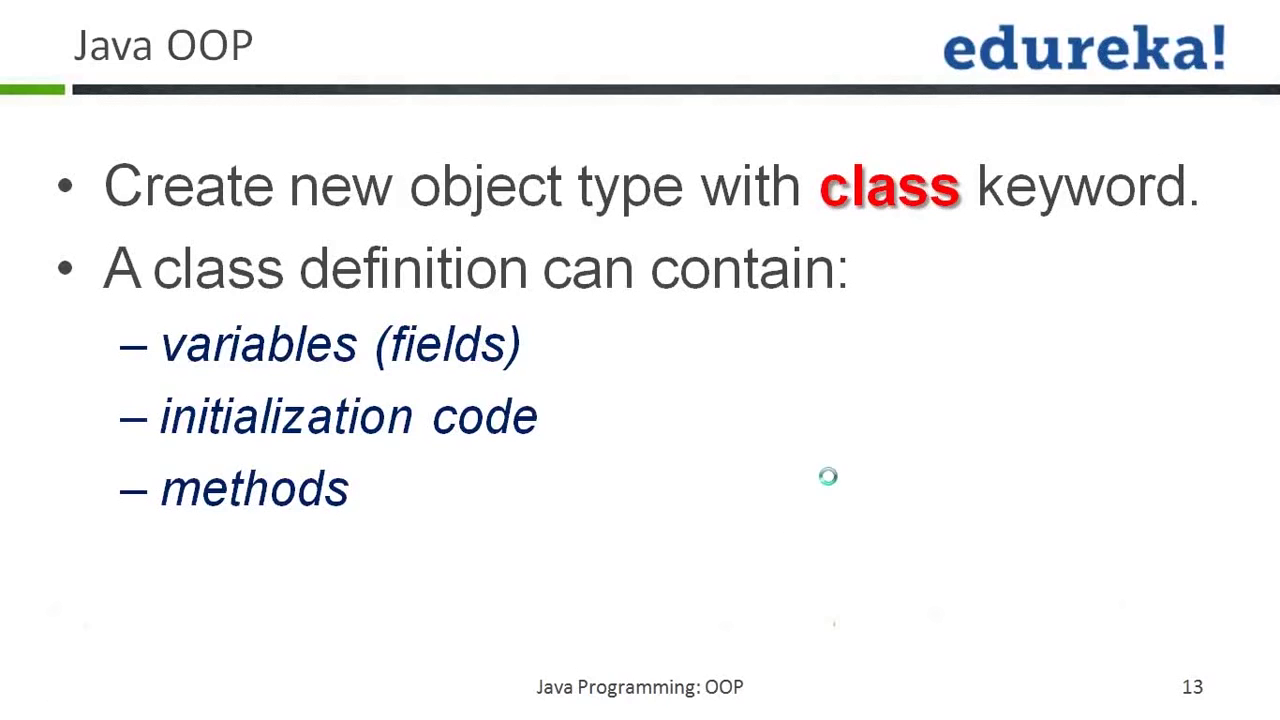 Java OOP
edureka!
• Create new object type with class keyword.
• A class definition can contain:
– variables (fields)
– initialization code
– methods
Java Programming: OOP
13